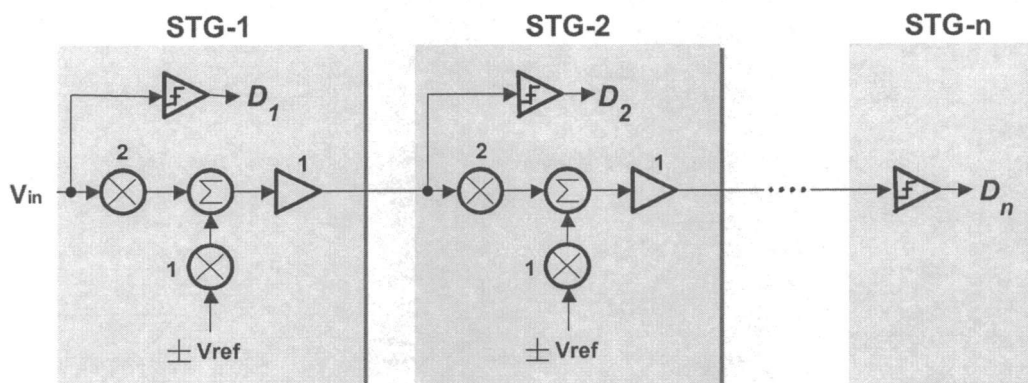 STG-1 STG-2 STG-n
D1 D2
2 1 2 1
Vin Σ Σ .... Dn
1 1
± Vref ± Vref